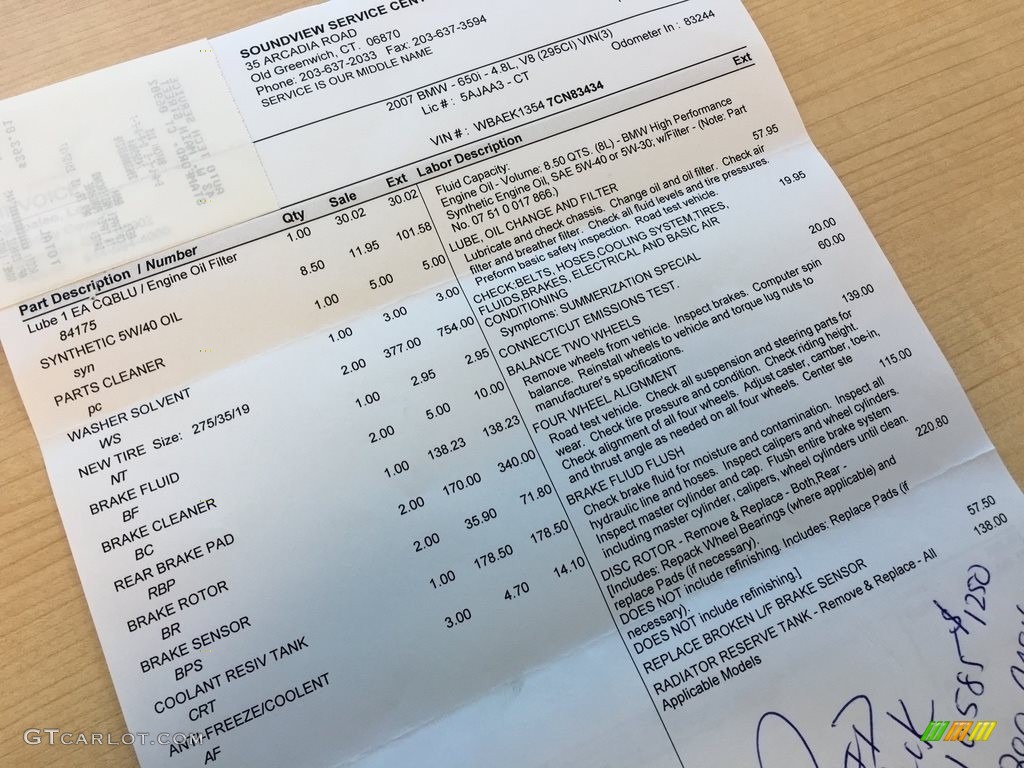 SOUNDVIEW SERVICE CEN
35 ARCADIA ROAD
Old Greenwich, CT. 06870
Phone: 203-637-2033 Fax: 203-637-3594
SERVICE IS OUR MIDDLE NAME
2007 BMW - 650i - 4.8L, V8 (295CI) VIN(3)
Lic # : 5AJAA3 - CT
Odometer In : 83244
VIN # : WBAEK1354 7CN83434
Part Description / Number Qty Sale Ext
Lube 1 EA CQBLU / Engine Oil Filter 1.00 30.02 30.02
84175
SYNTHETIC 5W/40 OIL 8.50 11.95 101.58
syn
PARTS CLEANER 1.00 5.00 5.00
pc
WASHER SOLVENT 1.00 3.00 3.00
WS
NEW TIRE Size: 275/35/19 2.00 377.00 754.00
NT
BRAKE FLUID 1.00 2.95 2.95
BF
BRAKE CLEANER 2.00 5.00 10.00
BC
REAR BRAKE PAD 1.00 138.23 138.23
RBP
BRAKE ROTOR 2.00 170.00 340.00
BR
BRAKE SENSOR 2.00 35.90 71.80
BPS
COOLANT RESIV TANK 1.00 178.50 178.50
CRT
ANTI-FREEZE/COOLENT 3.00 4.70 14.10
AF
Labor Description Ext
Fluid Capacity:
Engine Oil - Volume: 8.50 QTS. (8L) - BMW High Performance
Synthetic Engine Oil, SAE 5W-40 or 5W-30; w/Filter - (Note: Part
No. 07 51 0 017 866.)
LUBE, OIL CHANGE AND FILTER 57.95
Lubricate and check chassis. Change oil and oil filter. Check air
filter and breather filter. Check all fluid levels and tire pressures.
Preform basic safety inspection. Road test vehicle.
CHECK:BELTS, HOSES,COOLING SYSTEM,TIRES, 19.95
FLUIDS,BRAKES, ELECTRICAL AND BASIC AIR
CONDITIONING
Symptoms: SUMMERIZATION SPECIAL
CONNECTICUT EMISSIONS TEST. 20.00
BALANCE TWO WHEELS 60.00
Remove wheels from vehicle. Inspect brakes. Computer spin
balance. Reinstall wheels to vehicle and torque lug nuts to
manufacturer's specifications.
FOUR WHEEL ALIGNMENT 139.00
Road test vehicle. Check all suspension and steering parts for
wear. Check tire pressure and condition. Check riding height.
Check alignment of all four wheels. Adjust caster, camber, toe-in,
and thrust angle as needed on all four wheels. Center ste
BRAKE FLUID FLUSH 115.00
Check brake fluid for moisture and contamination. Inspect all
hydraulic line and hoses. Inspect calipers and wheel cylinders.
Inspect master cylinder and cap. Flush entire brake system
including master cylinder, calipers, wheel cylinders until clean.
DISC ROTOR - Remove & Replace - Both,Rear - 220.80
[Includes: Repack Wheel Bearings (where applicable) and
replace Pads (if necessary).
DOES NOT include refinishing. Includes: Replace Pads (if
necessary).
DOES NOT include refinishing.]
REPLACE BROKEN L/F BRAKE SENSOR 57.50
RADIATOR RESERVE TANK - Remove & Replace - All 138.00
Applicable Models
$1250
585
GTcarlot.com